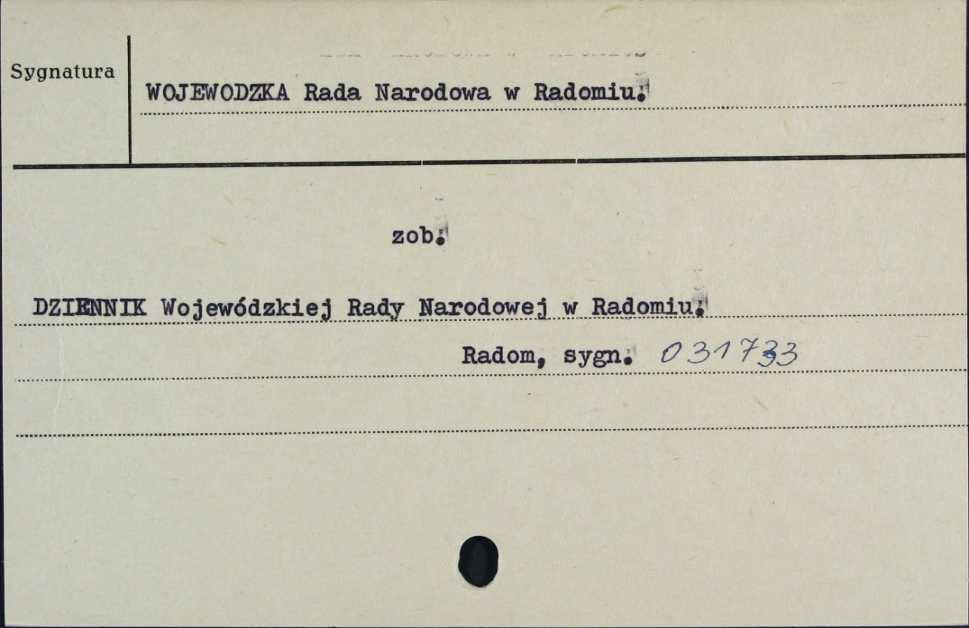 Sygnatura
WOJEWODZKA Rada Narodowa w Radomiu.
zob.
DZIENNIK Wojewódzkiej Rady Narodowej w Radomiu.
Radom, sygn. 031733